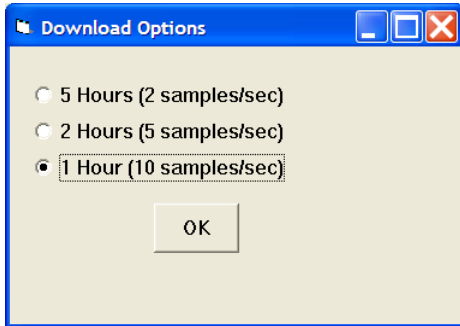 Download Options
5 Hours (2 samples/sec)
2 Hours (5 samples/sec)
1 Hour (10 samples/sec)
OK